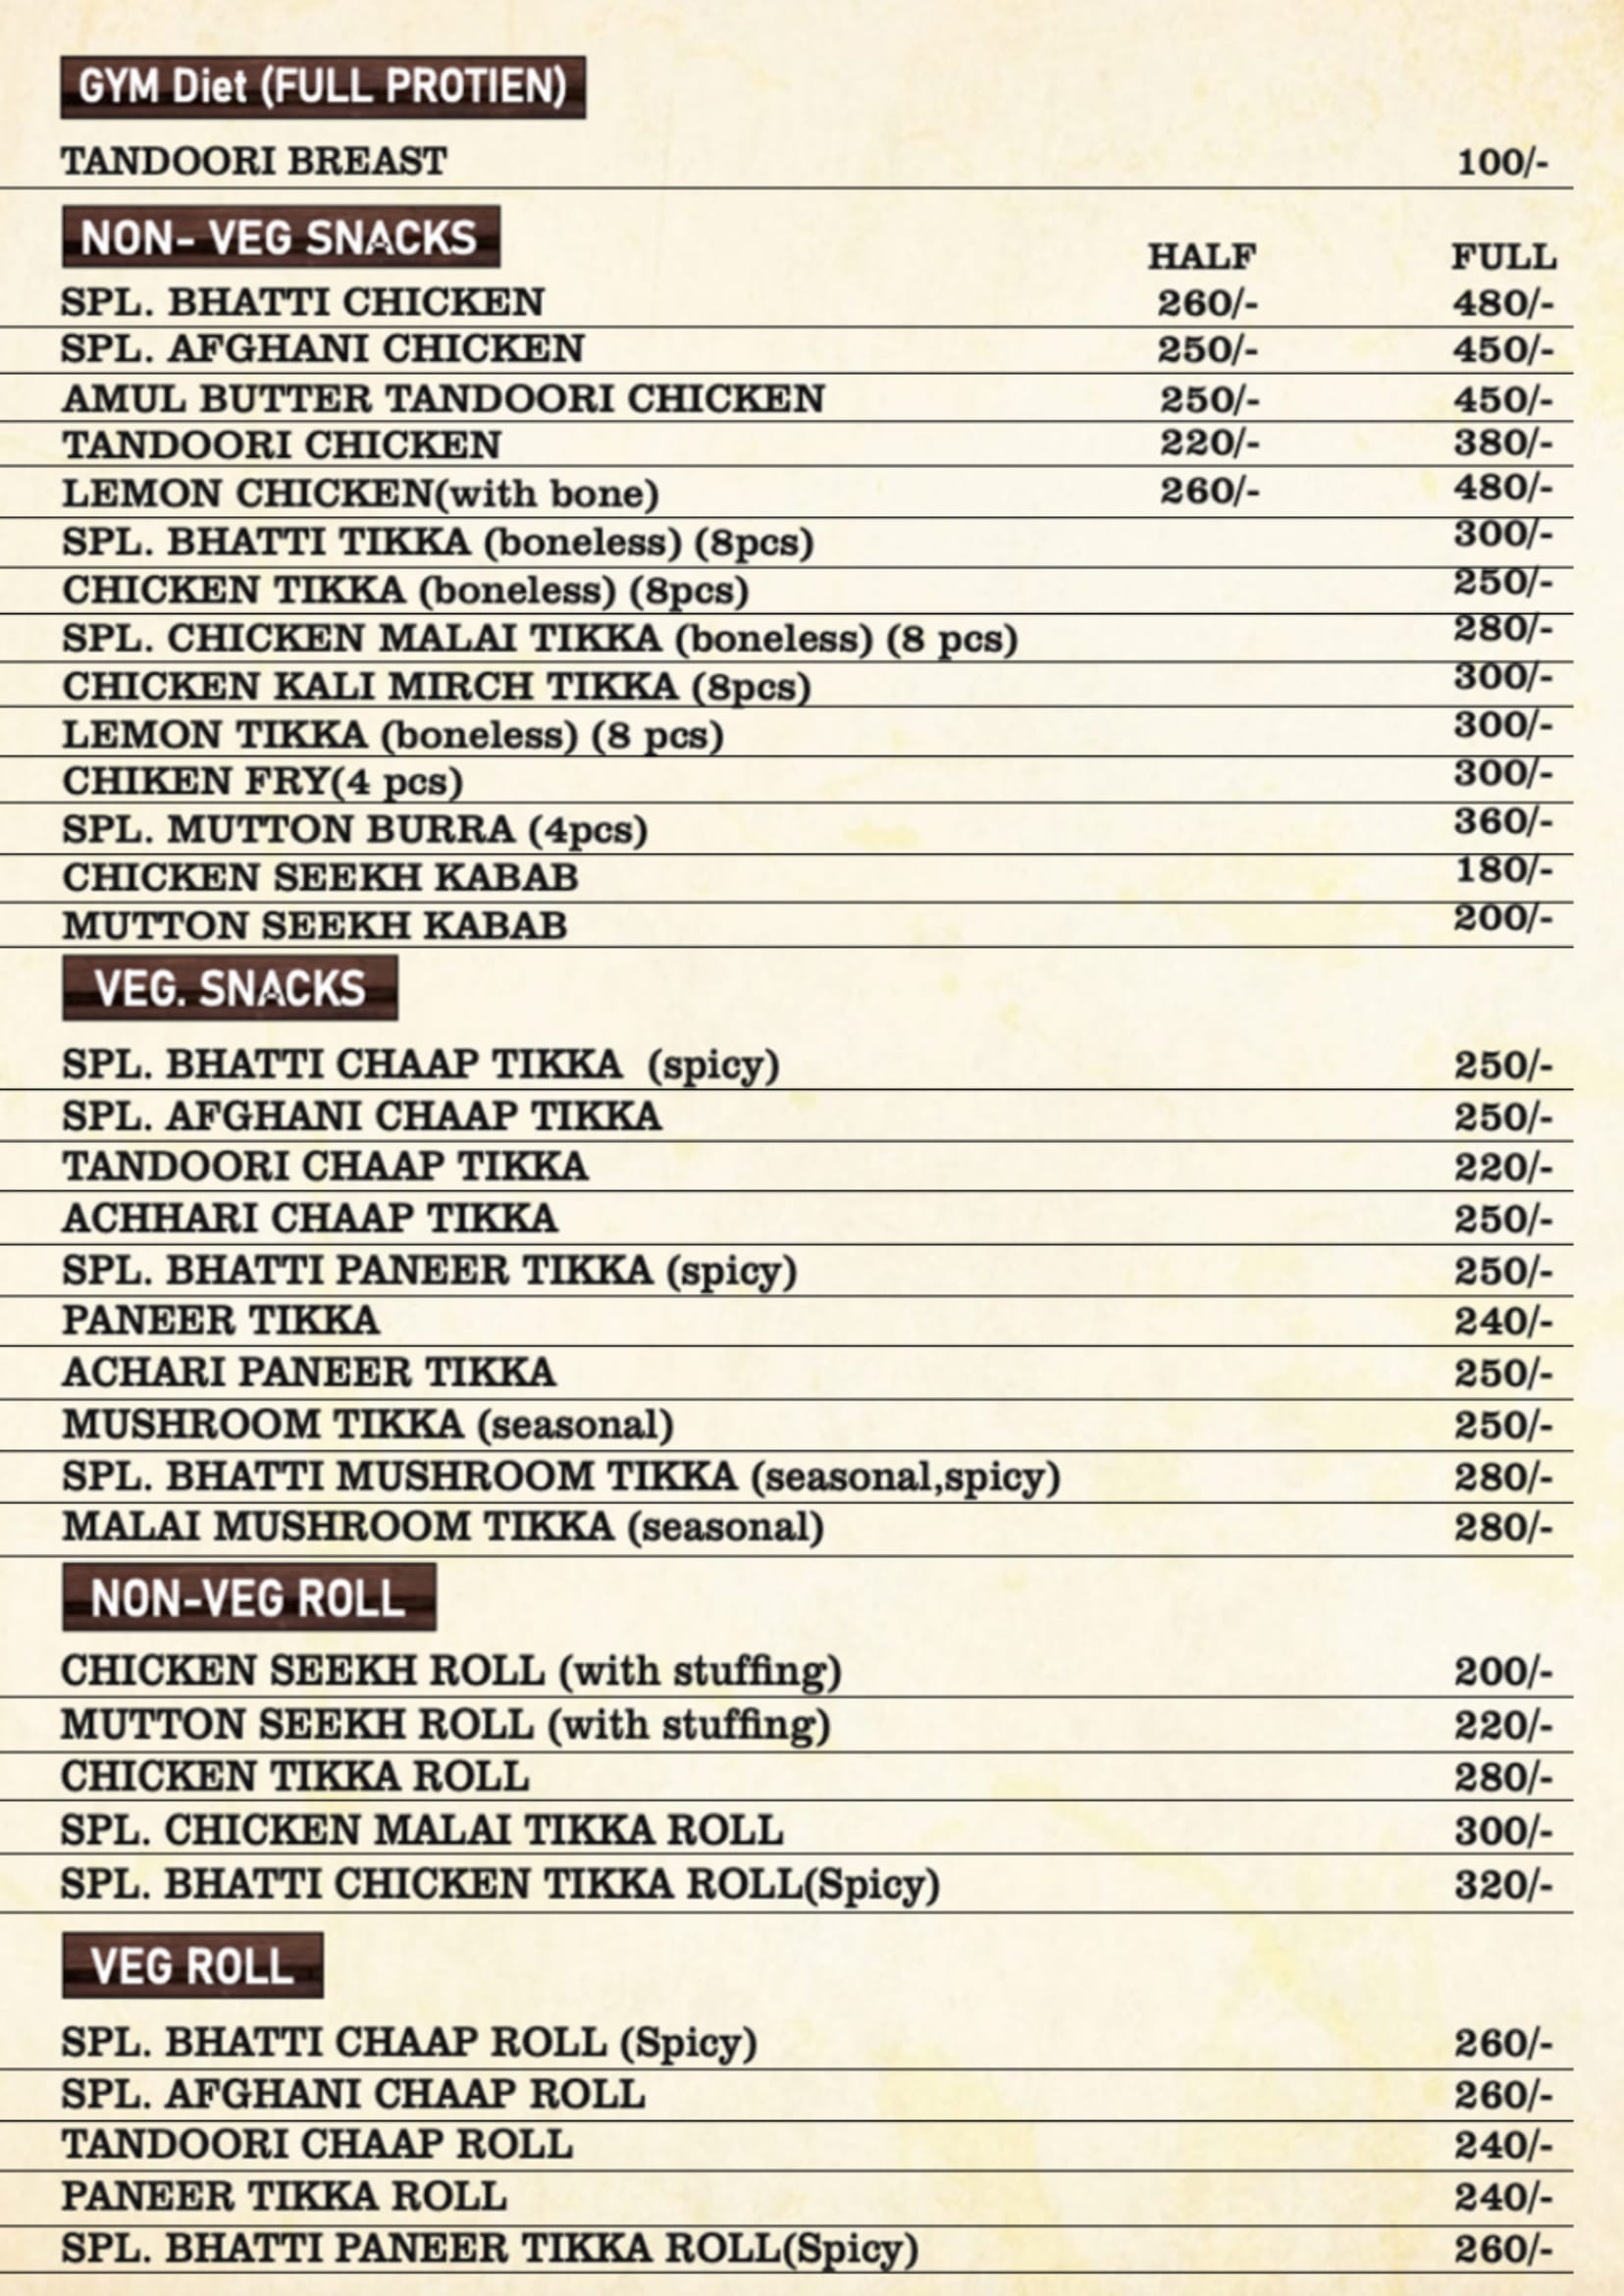 GYM Diet (FULL PROTIEN)
TANDOORI BREAST 100/-
NON- VEG SNACKS HALF FULL
SPL. BHATTI CHICKEN 260/- 480/-
SPL. AFGHANI CHICKEN 250/- 450/-
AMUL BUTTER TANDOORI CHICKEN 250/- 450/-
TANDOORI CHICKEN 220/- 380/-
LEMON CHICKEN(with bone) 260/- 480/-
SPL. BHATTI TIKKA (boneless) (8pcs) 300/-
CHICKEN TIKKA (boneless) (8pcs) 250/-
SPL. CHICKEN MALAI TIKKA (boneless) (8 pcs) 280/-
CHICKEN KALI MIRCH TIKKA (8pcs) 300/-
LEMON TIKKA (boneless) (8 pcs) 300/-
CHIKEN FRY(4 pcs) 300/-
SPL. MUTTON BURRA (4pcs) 360/-
CHICKEN SEEKH KABAB 180/-
MUTTON SEEKH KABAB 200/-
VEG. SNACKS
SPL. BHATTI CHAAP TIKKA (spicy) 250/-
SPL. AFGHANI CHAAP TIKKA 250/-
TANDOORI CHAAP TIKKA 220/-
ACHHARI CHAAP TIKKA 250/-
SPL. BHATTI PANEER TIKKA (spicy) 250/-
PANEER TIKKA 240/-
ACHARI PANEER TIKKA 250/-
MUSHROOM TIKKA (seasonal) 250/-
SPL. BHATTI MUSHROOM TIKKA (seasonal,spicy) 280/-
MALAI MUSHROOM TIKKA (seasonal) 280/-
NON-VEG ROLL
CHICKEN SEEKH ROLL (with stuffing) 200/-
MUTTON SEEKH ROLL (with stuffing) 220/-
CHICKEN TIKKA ROLL 280/-
SPL. CHICKEN MALAI TIKKA ROLL 300/-
SPL. BHATTI CHICKEN TIKKA ROLL(Spicy) 320/-
VEG ROLL
SPL. BHATTI CHAAP ROLL (Spicy) 260/-
SPL. AFGHANI CHAAP ROLL 260/-
TANDOORI CHAAP ROLL 240/-
PANEER TIKKA ROLL 240/-
SPL. BHATTI PANEER TIKKA ROLL(Spicy) 260/-